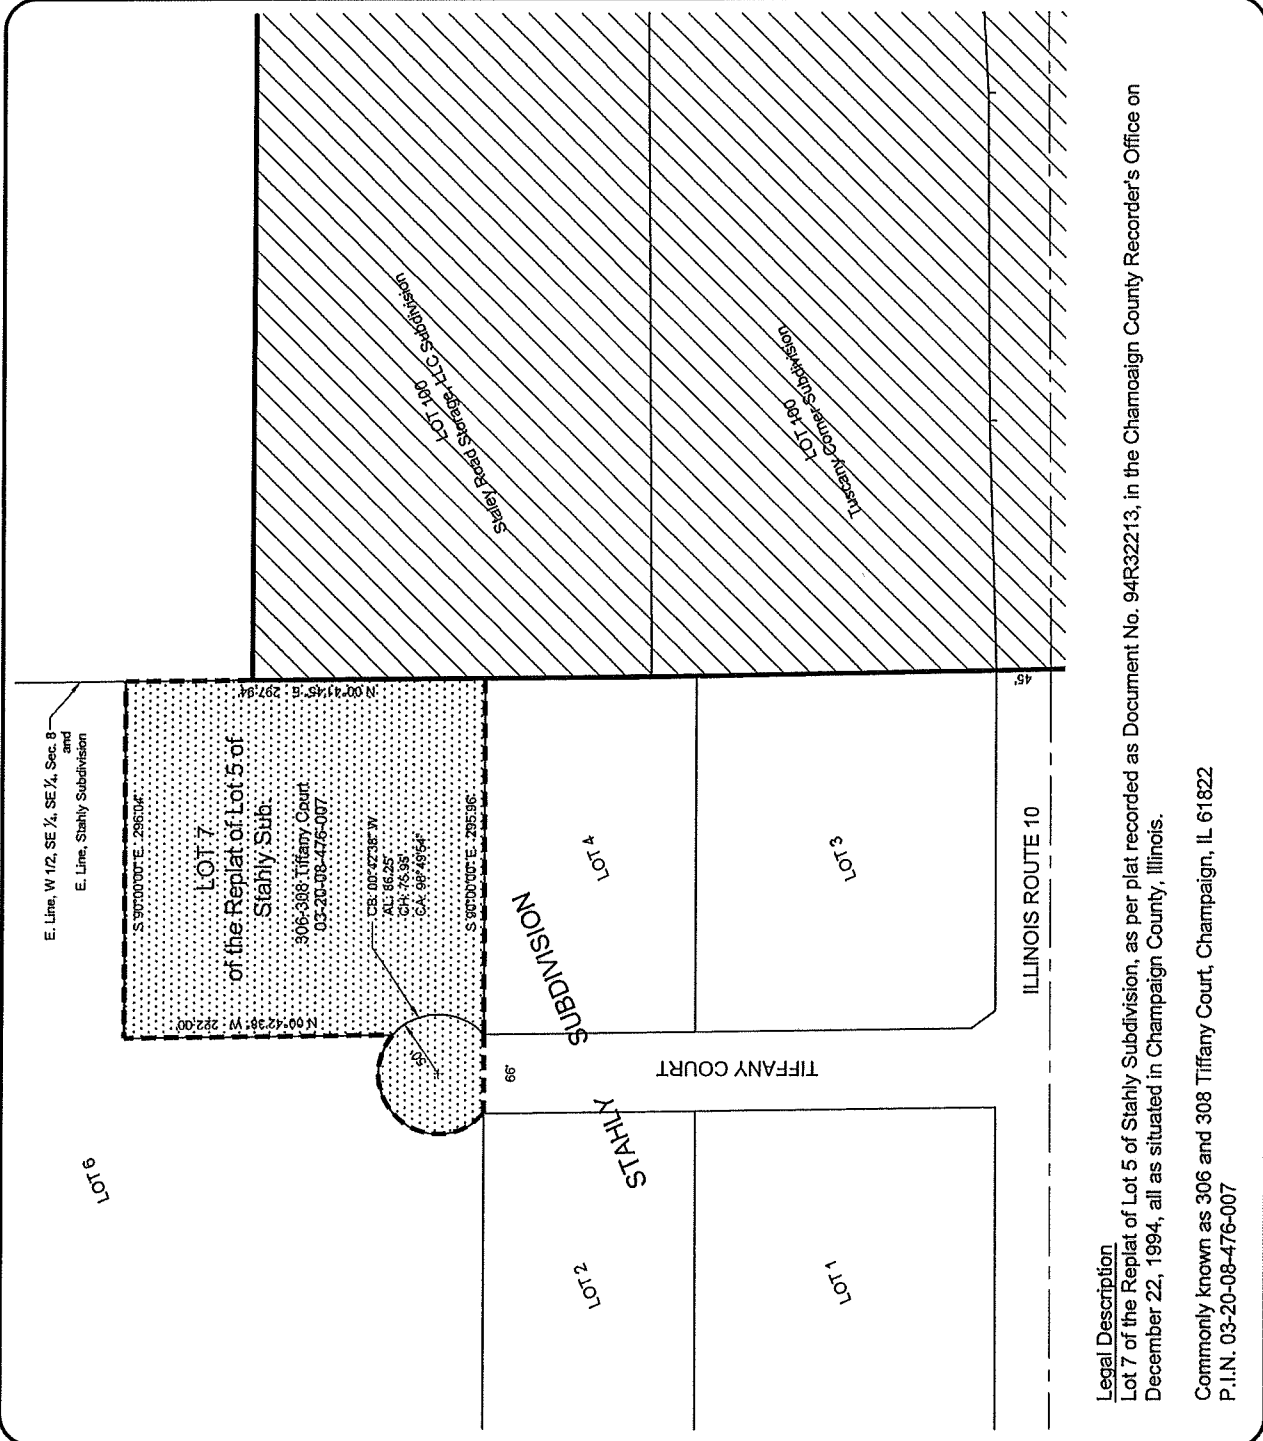 E. Line, W 1/2, SE ¼, SE ¼, Sec. 8
and
E. Line, Stahly Subdivision
S 90°00'00" E 296.04'
LOT 7
of the Replat of Lot 5 of
Stahly Sub.
306-308 Tiffany Court
03-20-08-476-007
N 00°42'38" W 222.00'
N 00°41'45" E 297.94'
CB: 00°42'38" W
AL: 86.25'
CH: 75.95'
CA: 98°49'54"
50'
S 90°00'00" E 295.96'
LOT 6
66'
STAHLY SUBDIVISION
TIFFANY COURT
LOT 4
LOT 3
LOT 2
LOT 1
LOT 100
Staley Road Storage, LLC Subdivision
LOT 100
Tuscany Corner Subdivision
45'
ILLINOIS ROUTE 10
Legal Description
Lot 7 of the Replat of Lot 5 of Stahly Subdivision, as per plat recorded as Document No. 94R32213, in the Chamoaign County Recorder's Office on
December 22, 1994, all as situated in Champaign County, Illinois.
Commonly known as 306 and 308 Tiffany Court, Champaign, IL 61822
P.I.N. 03-20-08-476-007